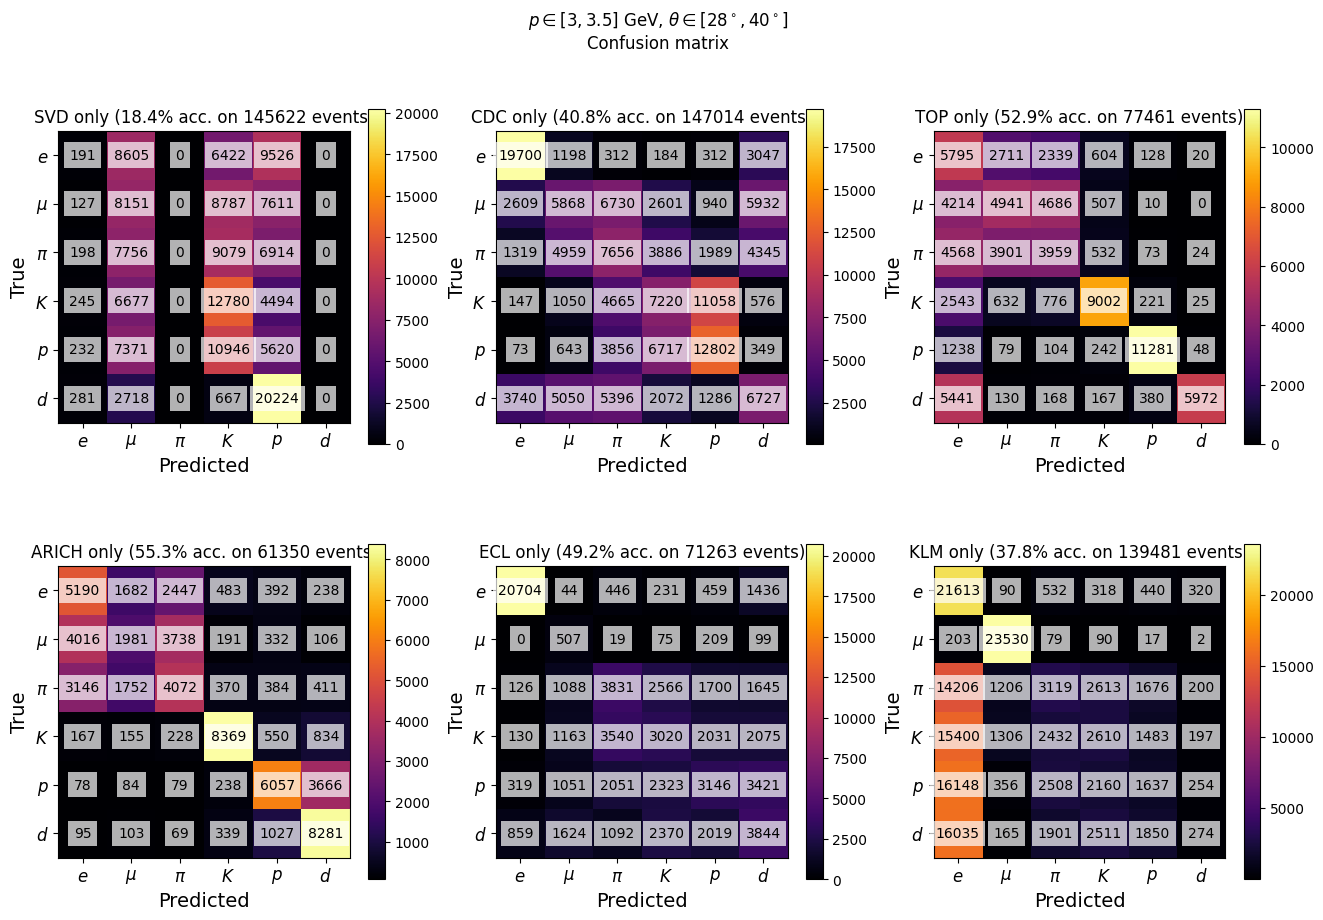 p ∈ [3, 3.5] GeV, θ ∈ [28°, 40°]
Confusion matrix
SVD only (18.4% acc. on 145622 events
True
e 191 8605 0 6422 9526 0
μ 127 8151 0 8787 7611 0
π 198 7756 0 9079 6914 0
K 245 6677 0 12780 4494 0
p 232 7371 0 10946 5620 0
d 281 2718 0 667 20224 0
e μ π K p d
Predicted
20000
17500
15000
12500
10000
7500
5000
2500
0
CDC only (40.8% acc. on 147014 events
True
e 19700 1198 312 184 312 3047
μ 2609 5868 6730 2601 940 5932
π 1319 4959 7656 3886 1989 4345
K 147 1050 4665 7220 11058 576
p 73 643 3856 6717 12802 349
d 3740 5050 5396 2072 1286 6727
e μ π K p d
Predicted
17500
15000
12500
10000
7500
5000
2500
TOP only (52.9% acc. on 77461 events)
True
e 5795 2711 2339 604 128 20
μ 4214 4941 4686 507 10 0
π 4568 3901 3959 532 73 24
K 2543 632 776 9002 221 25
p 1238 79 104 242 11281 48
d 5441 130 168 167 380 5972
e μ π K p d
Predicted
10000
8000
6000
4000
2000
0
ARICH only (55.3% acc. on 61350 events
True
e 5190 1682 2447 483 392 238
μ 4016 1981 3738 191 332 106
π 3146 1752 4072 370 384 411
K 167 155 228 8369 550 834
p 78 84 79 238 6057 3666
d 95 103 69 339 1027 8281
e μ π K p d
Predicted
8000
7000
6000
5000
4000
3000
2000
1000
ECL only (49.2% acc. on 71263 events)
True
e 20704 44 446 231 459 1436
μ 0 507 19 75 209 99
π 126 1088 3831 2566 1700 1645
K 130 1163 3540 3020 2031 2075
p 319 1051 2051 2323 3146 3421
d 859 1624 1092 2370 2019 3844
e μ π K p d
Predicted
20000
17500
15000
12500
10000
7500
5000
2500
0
KLM only (37.8% acc. on 139481 events
True
e 21613 90 532 318 440 320
μ 203 23530 79 90 17 2
π 14206 1206 3119 2613 1676 200
K 15400 1306 2432 2610 1483 197
p 16148 356 2508 2160 1637 254
d 16035 165 1901 2511 1850 274
e μ π K p d
Predicted
20000
15000
10000
5000